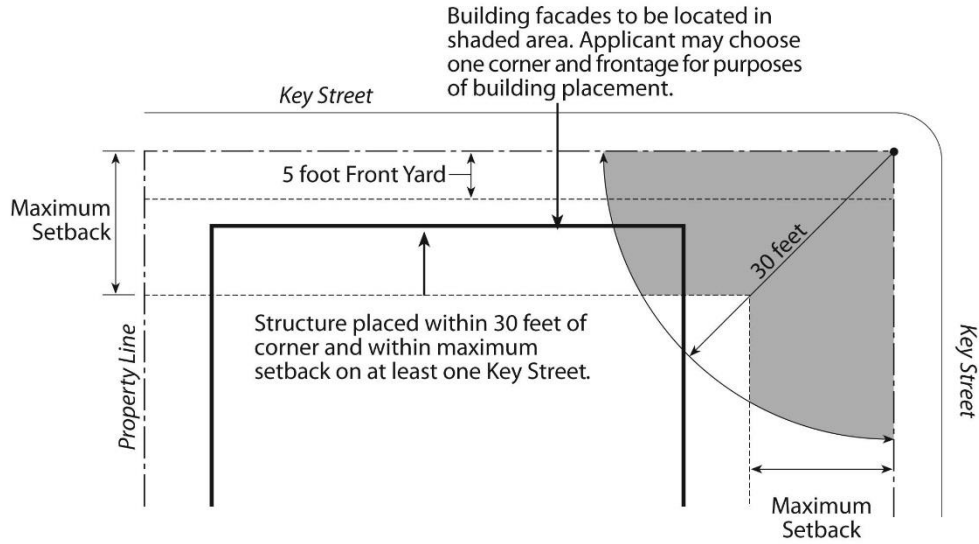 Building facades to be located in
shaded area. Applicant may choose
one corner and frontage for purposes
of building placement.
Key Street
5 foot Front Yard
Maximum
Setback
30 feet
Structure placed within 30 feet of
corner and within maximum
setback on at least one Key Street.
Property Line
Key Street
Maximum
Setback